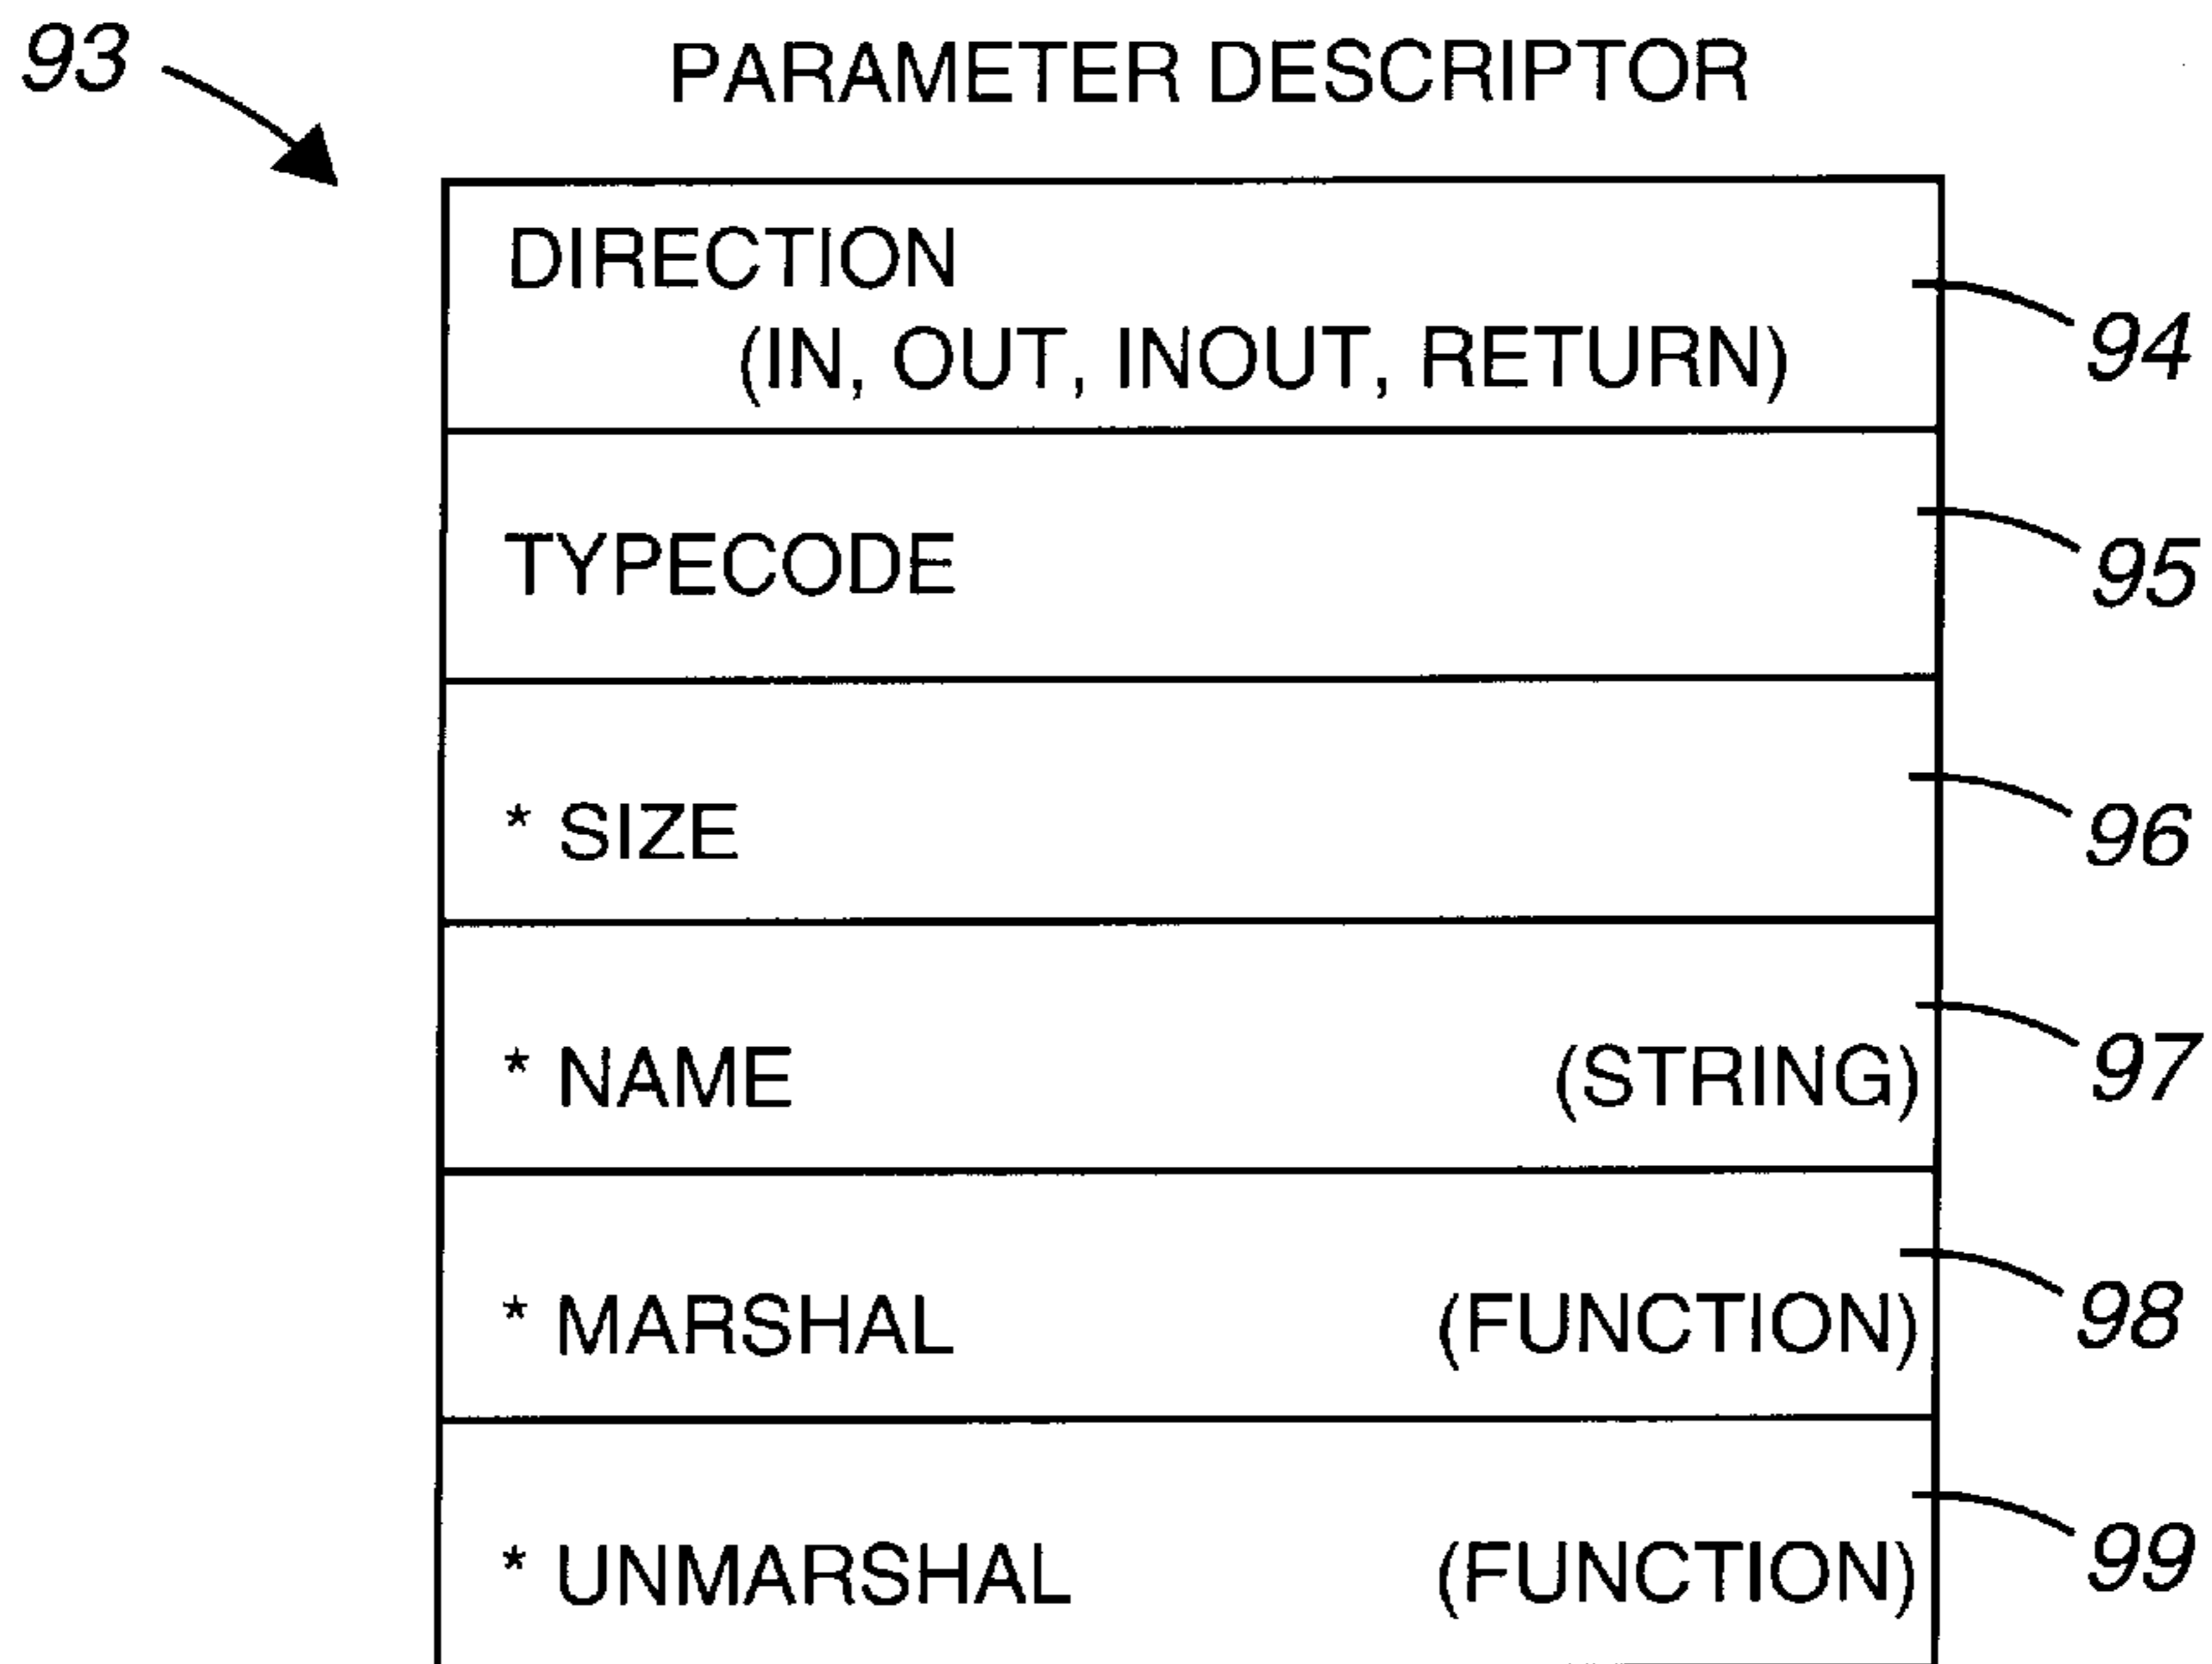 93
PARAMETER DESCRIPTOR
DIRECTION
(IN, OUT, INOUT, RETURN)
94
TYPECODE
95
* SIZE
96
* NAME (STRING)
97
* MARSHAL (FUNCTION)
98
* UNMARSHAL (FUNCTION)
99